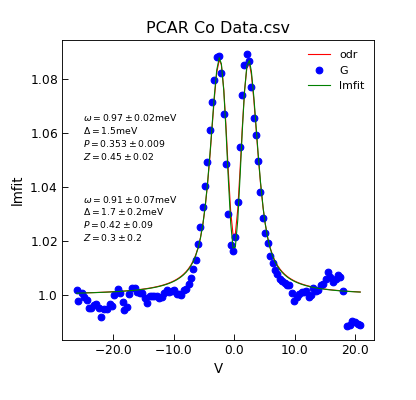 PCAR Co Data.csv
1.08
1.06
1.04
1.02
1.0
lmfit
odr
G
lmfit
ω = 0.97 ± 0.02meV
Δ = 1.5meV
P = 0.353 ± 0.009
Z = 0.45 ± 0.02
ω = 0.91 ± 0.07meV
Δ = 1.7 ± 0.2meV
P = 0.42 ± 0.09
Z = 0.3 ± 0.2
−20.0 −10.0 0.0 10.0 20.0
V